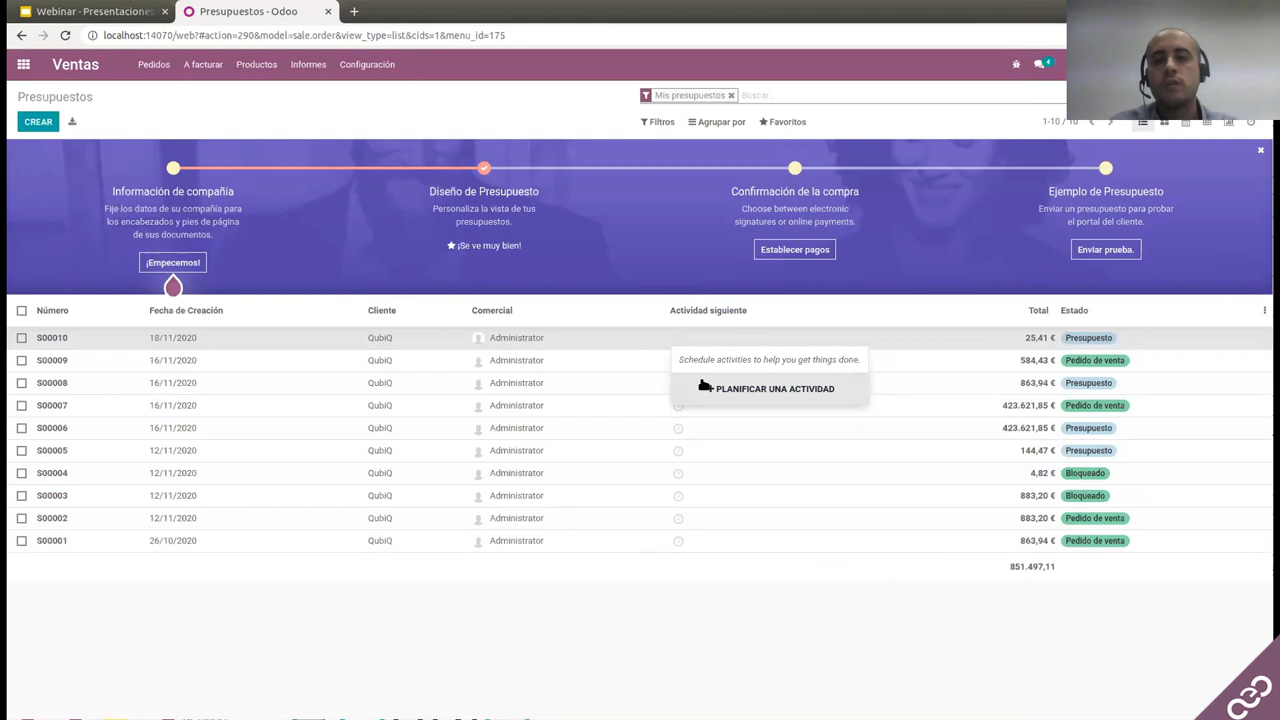 Webinar - Presentaciones
Presupuestos - Odoo
localhost:14070/web?#action=290&model=sale.order&view_type=list&cids=1&menu_id=175
Ventas Pedidos A facturar Productos Informes Configuración 4
Presupuestos
Mis presupuestos Buscar...
CREAR
Filtros Agrupar por Favoritos 1-10 / 10
Información de compañía
Fije los datos de su compañía para
los encabezados y pies de página
de sus documentos.
¡Empecemos!
Diseño de Presupuesto
Personaliza la vista de tus
presupuestos.
¡Se ve muy bien!
Confirmación de la compra
Choose between electronic
signatures or online payments.
Establecer pagos
Ejemplo de Presupuesto
Enviar un presupuesto para probar
el portal del cliente.
Enviar prueba.
Número Fecha de Creación Cliente Comercial Actividad siguiente Total Estado
S00010 18/11/2020 QubiQ Administrator 25,41 € Presupuesto
Schedule activities to help you get things done.
+ PLANIFICAR UNA ACTIVIDAD
S00009 16/11/2020 QubiQ Administrator 584,43 € Pedido de venta
S00008 16/11/2020 QubiQ Administrator 863,94 € Presupuesto
S00007 16/11/2020 QubiQ Administrator 423.621,85 € Pedido de venta
S00006 16/11/2020 QubiQ Administrator 423.621,85 € Presupuesto
S00005 12/11/2020 QubiQ Administrator 144,47 € Presupuesto
S00004 12/11/2020 QubiQ Administrator 4,82 € Bloqueado
S00003 12/11/2020 QubiQ Administrator 883,20 € Bloqueado
S00002 12/11/2020 QubiQ Administrator 883,20 € Pedido de venta
S00001 26/10/2020 QubiQ Administrator 863,94 € Pedido de venta
851.497,11